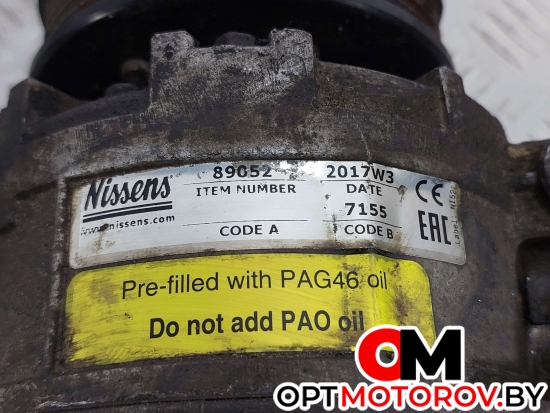 Nissens
www.nissens.com
89052 2017W3
ITEM NUMBER DATE
7155
CODE A CODE B
CE
EAC
Pre-filled with PAG46 oil
Do not add PAO oil
OM
OPTMOTOROV.BY